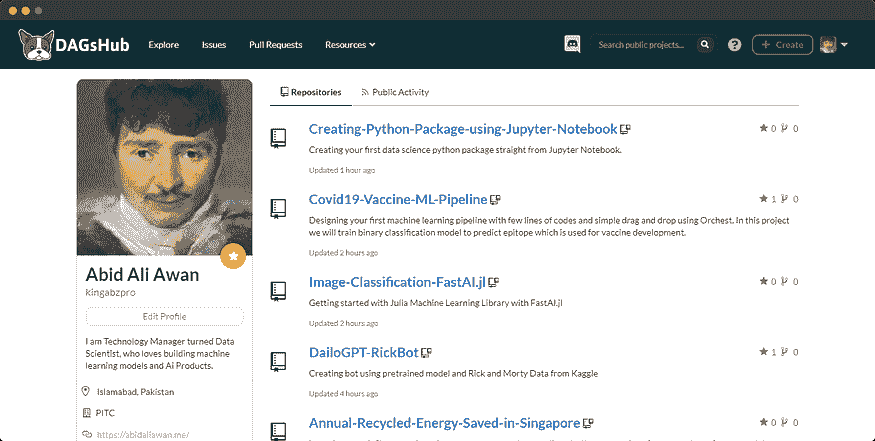 DAGsHub
Explore
Issues
Pull Requests
Resources
Search public projects...
?
+ Create
Repositories
Public Activity
Creating-Python-Package-using-Jupyter-Notebook
0 0
Creating your first data science python package straight from Jupyter Notebook.
Updated 1 hour ago
Covid19-Vaccine-ML-Pipeline
1 0
Designing your first machine learning pipeline with few lines of codes and simple drag and drop using Orchest. In this project
we will train binary classification model to predict epitope which is used for vaccine development.
Updated 2 hours ago
Image-Classification-FastAI.jl
0 0
Getting started with Julia Machine Learning Library with FastAI.jl
Updated 2 hours ago
DailoGPT-RickBot
1 0
Creating bot using pretrained model and Rick and Morty Data from Kaggle
Updated 4 hours ago
Annual-Recycled-Energy-Saved-in-Singapore
0 0
Abid Ali Awan
kingabzpro
Edit Profile
I am Technology Manager turned Data
Scientist, who loves building machine
learning models and Ai Products.
Islamabad, Pakistan
PITC
https://abidaliawan.me/